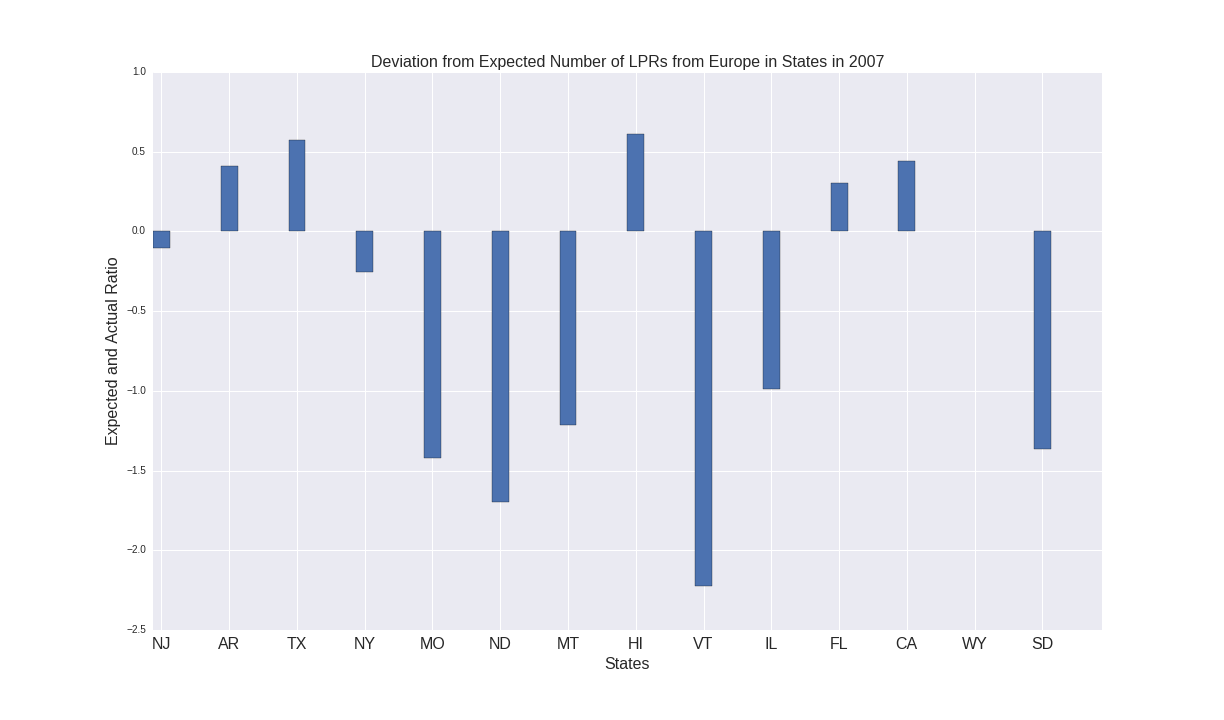 Deviation from Expected Number of LPRs from Europe in States in 2007
1.0
0.5
0.0
−0.5
−1.0
−1.5
−2.0
−2.5
Expected and Actual Ratio
NJ AR TX NY MO ND MT HI VT IL FL CA WY SD
States